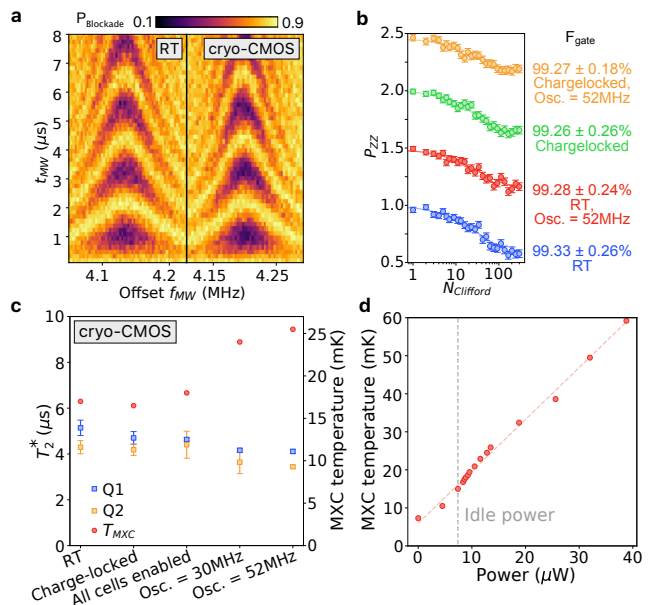 a
P_Blockade 0.1 0.9
RT
cryo-CMOS
8
7
6
5
4
3
2
1
t_MW (μs)
4.1 4.2 4.15 4.25
Offset f_MW (MHz)
b
2.5
2.0
1.5
1.0
0.5
P_ZZ
1 10 100
N_Clifford
F_gate
99.27 ± 0.18%
Chargelocked,
Osc. = 52MHz
99.26 ± 0.26%
Chargelocked
99.28 ± 0.24%
RT,
Osc. = 52MHz
99.33 ± 0.26%
RT
c
cryo-CMOS
10
8
6
4
2
0
T_2^* (μs)
Q1
Q2
T_MXC
25
20
15
10
5
0
MXC temperature (mK)
RT
Charge-locked
All cells enabled
Osc. = 30MHz
Osc. = 52MHz
d
60
50
40
30
20
10
0
MXC temperature (mK)
Idle power
0 10 20 30 40
Power (μW)